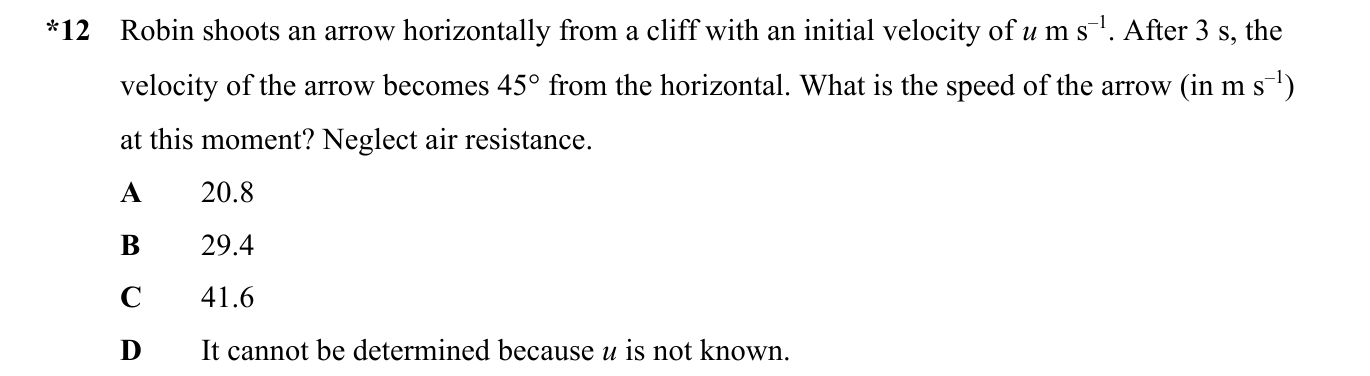 *12 Robin shoots an arrow horizontally from a cliff with an initial velocity of u m s⁻¹. After 3 s, the
velocity of the arrow becomes 45° from the horizontal. What is the speed of the arrow (in m s⁻¹)
at this moment? Neglect air resistance.
A 20.8
B 29.4
C 41.6
D It cannot be determined because u is not known.